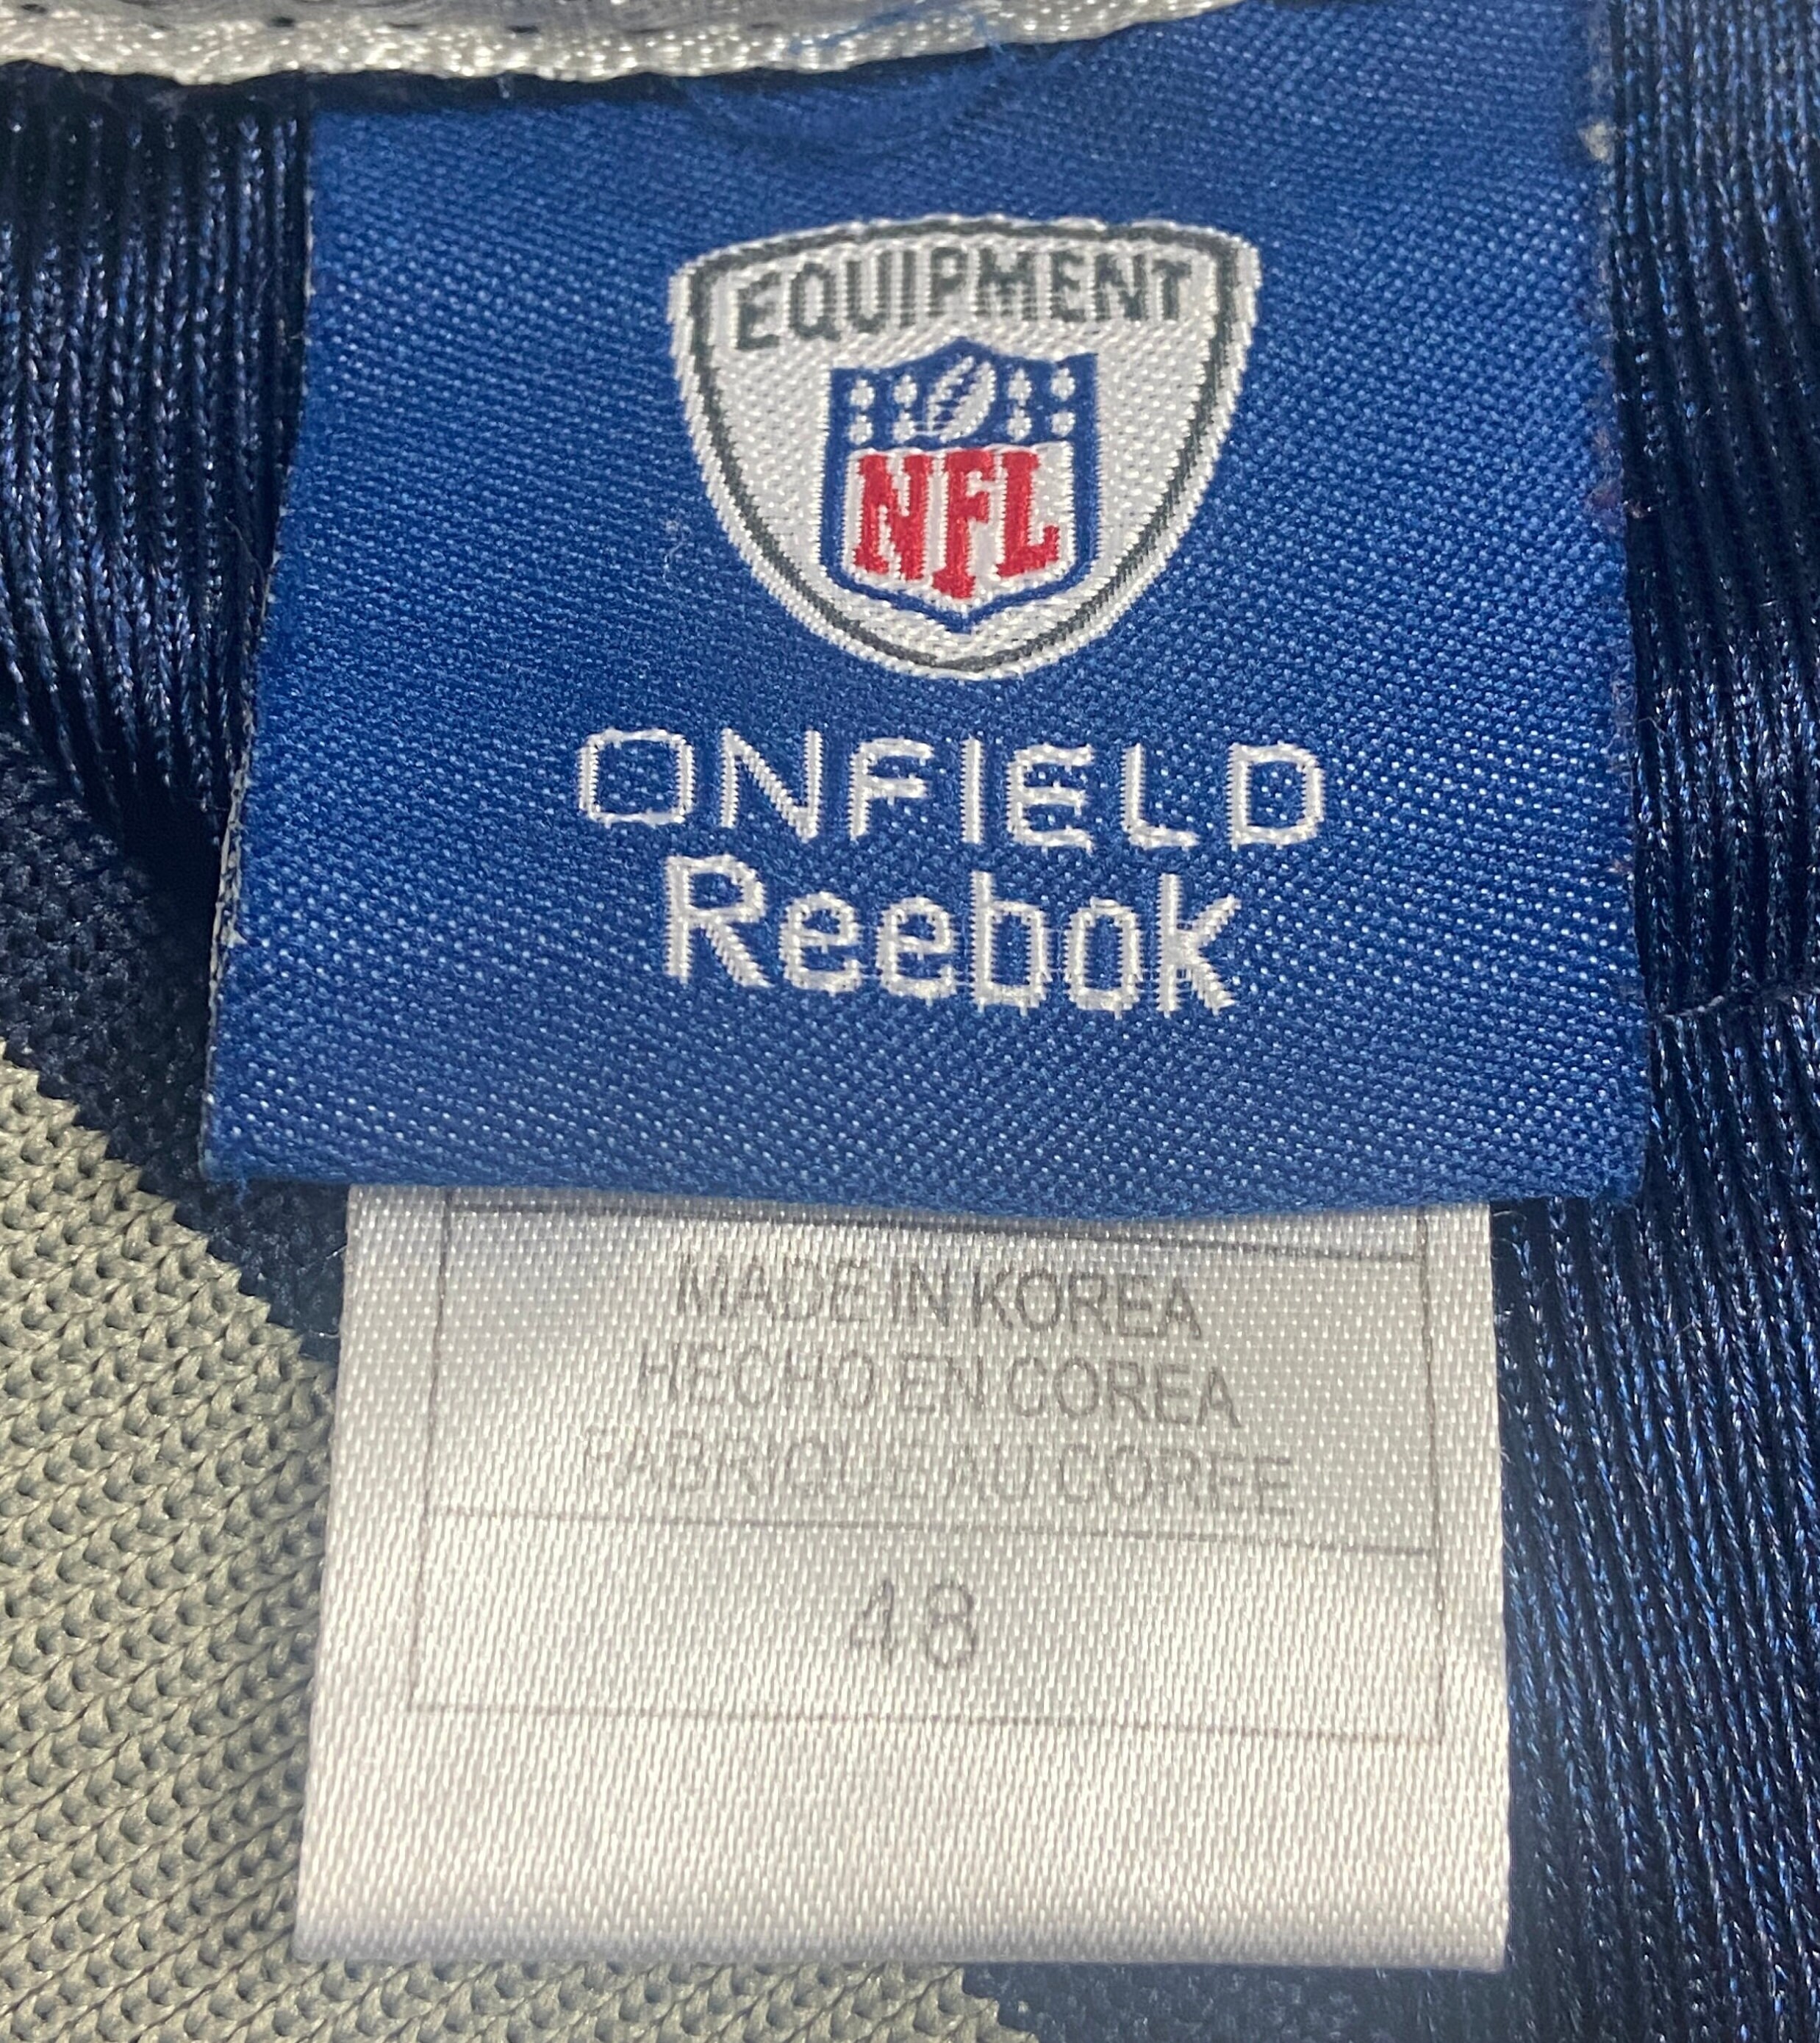 EQUIPMENT
NFL
ONFIELD
Reebok
MADE IN KOREA
HECHO EN COREA
FABRIQUE AU COREE
48